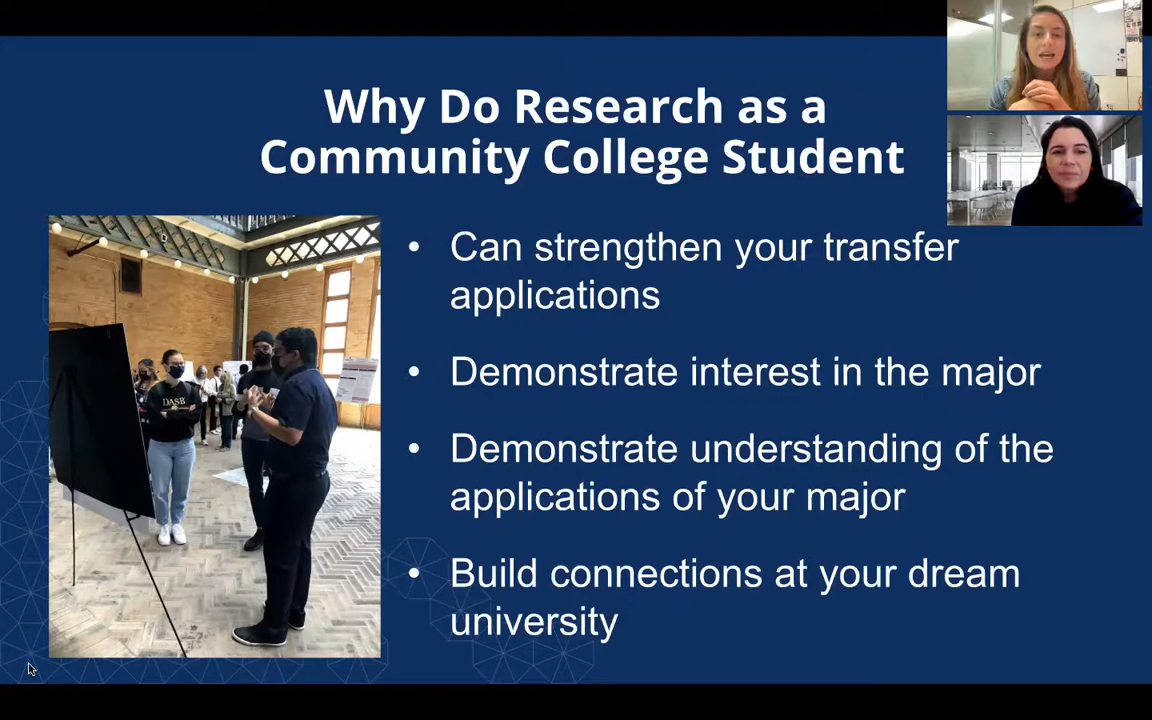 Why Do Research as a
Community College Student
• Can strengthen your transfer
applications
• Demonstrate interest in the major
• Demonstrate understanding of the
applications of your major
• Build connections at your dream
university
DASB